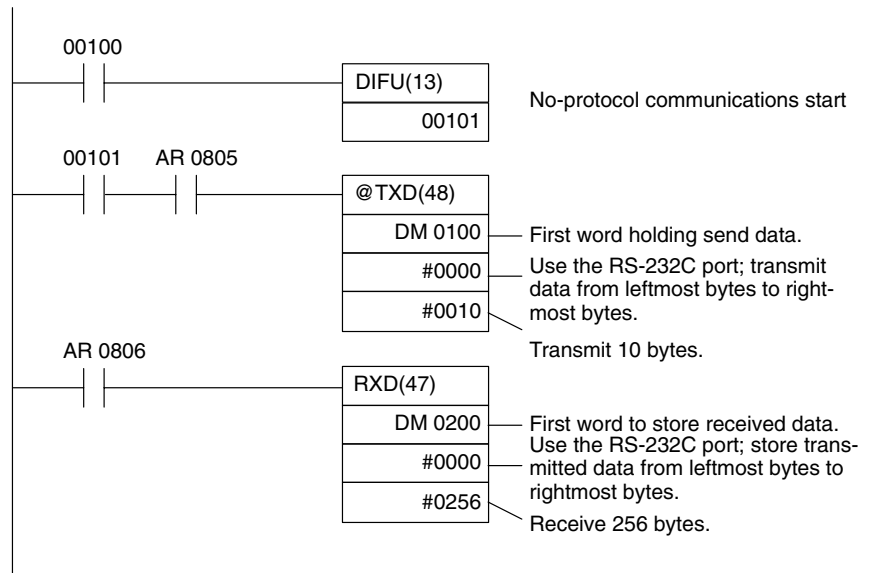 00100
DIFU(13)
00101
No-protocol communications start
00101 AR 0805
@TXD(48)
DM 0100
First word holding send data.
#0000
Use the RS-232C port; transmit
data from leftmost bytes to right-
most bytes.
#0010
Transmit 10 bytes.
AR 0806
RXD(47)
DM 0200
First word to store received data.
#0000
Use the RS-232C port; store trans-
mitted data from leftmost bytes to
rightmost bytes.
#0256
Receive 256 bytes.